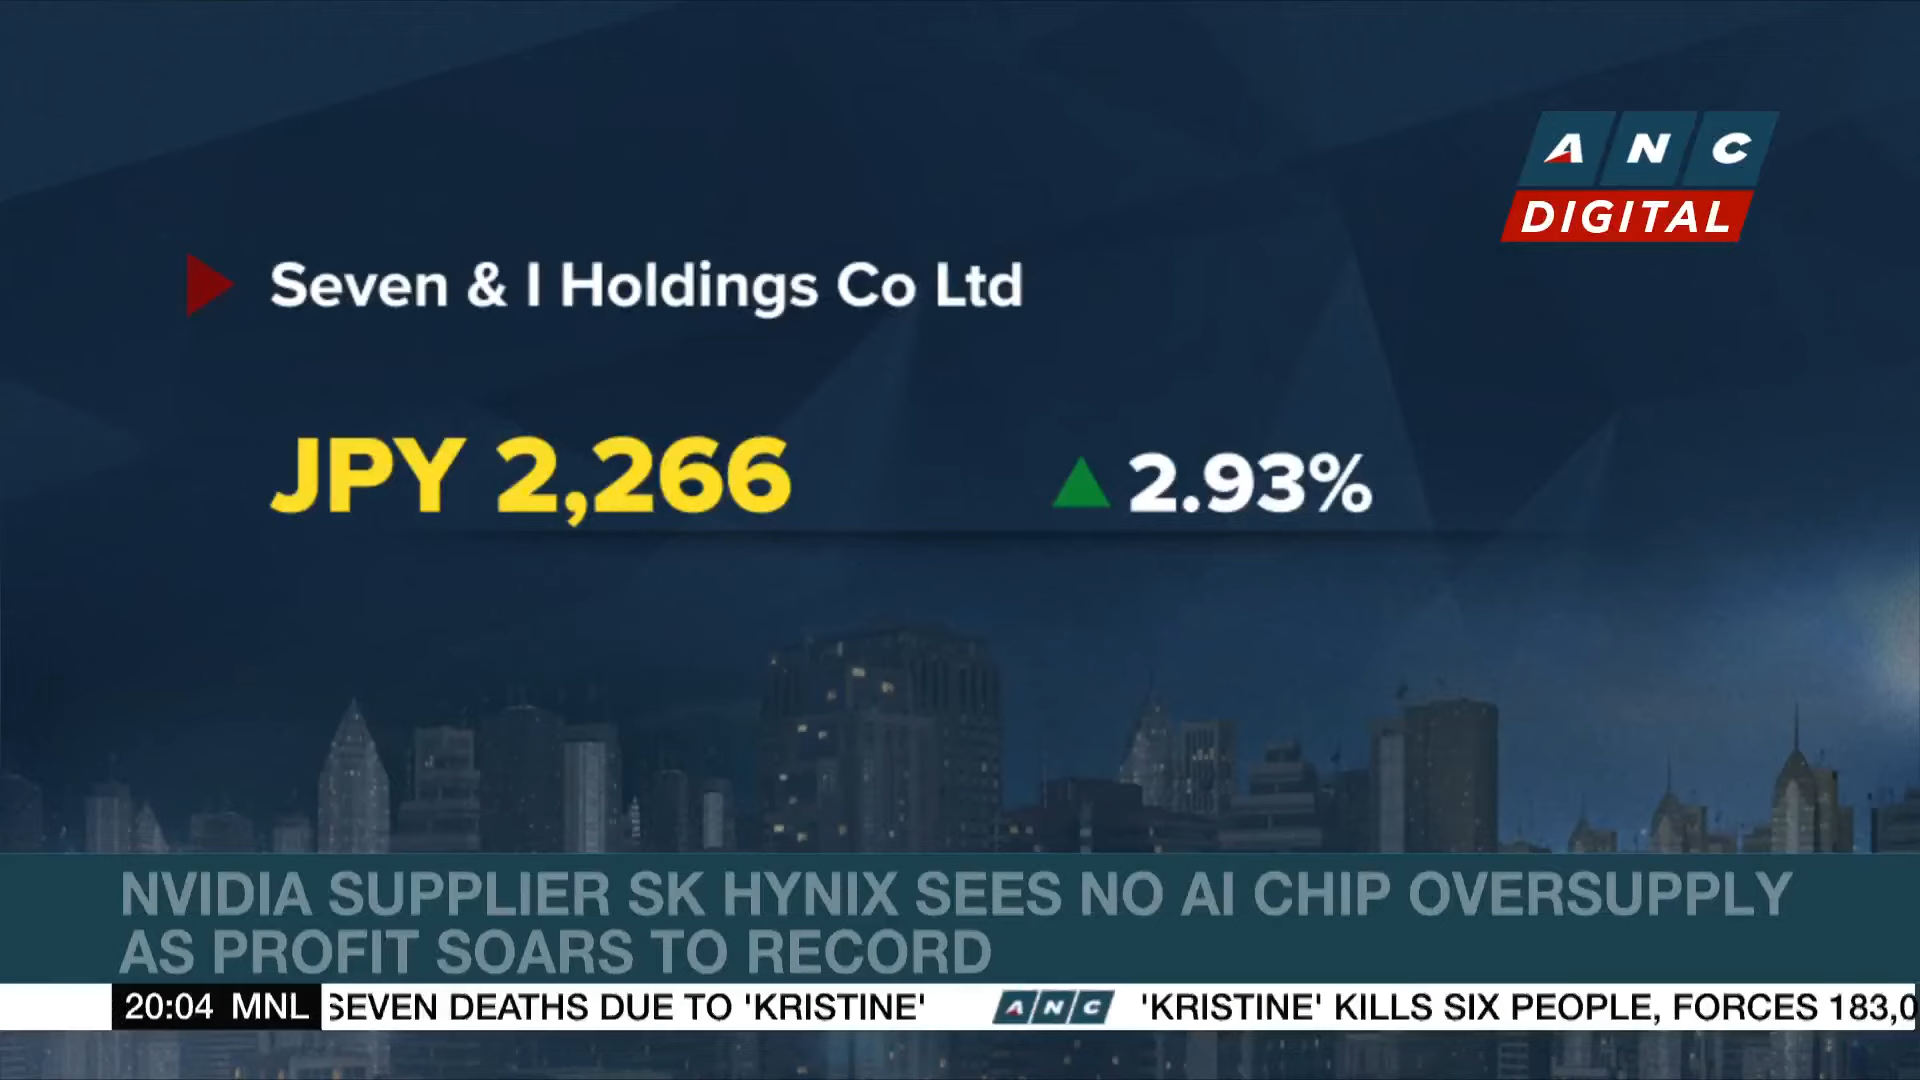 ANC
DIGITAL
Seven & I Holdings Co Ltd
JPY 2,266
2.93%
NVIDIA SUPPLIER SK HYNIX SEES NO AI CHIP OVERSUPPLY
AS PROFIT SOARS TO RECORD
20:04 MNL SEVEN DEATHS DUE TO 'KRISTINE' ANC 'KRISTINE' KILLS SIX PEOPLE, FORCES 183,0